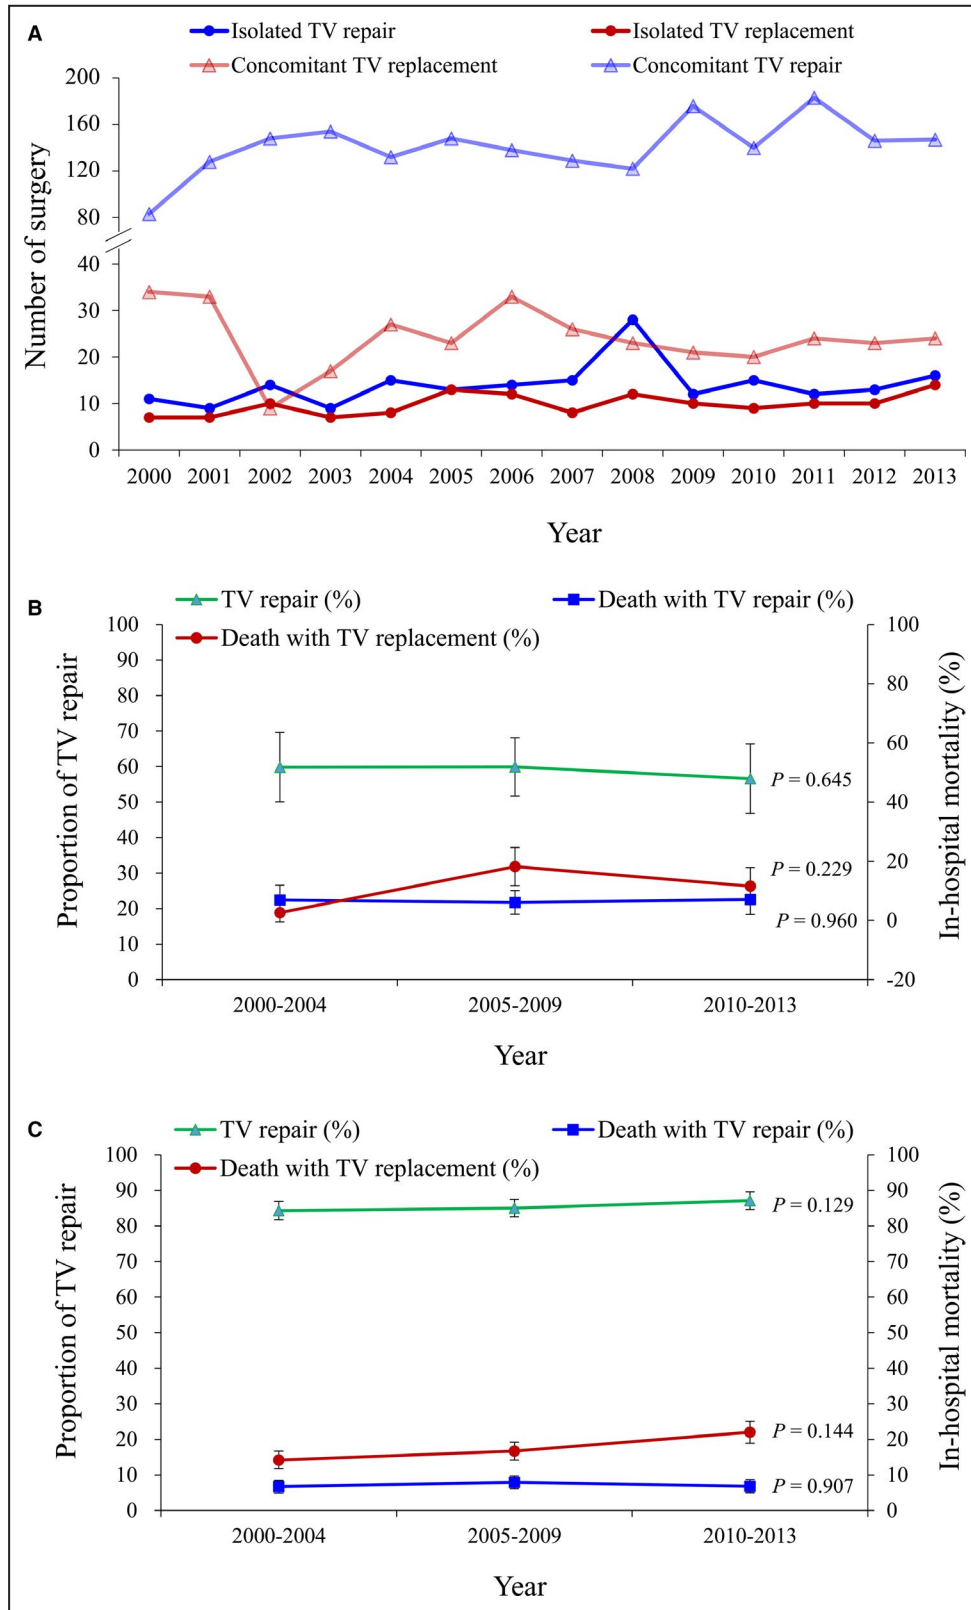 A
Isolated TV repair
Isolated TV replacement
Concomitant TV replacement
Concomitant TV repair
Number of surgery
200
160
120
80
40
30
20
10
0
2000 2001 2002 2003 2004 2005 2006 2007 2008 2009 2010 2011 2012 2013
Year
B
TV repair (%)
Death with TV repair (%)
Death with TV replacement (%)
Proportion of TV repair
100
90
80
70
60
50
40
30
20
10
0
In-hospital mortality (%)
100
80
60
40
20
0
-20
P = 0.645
P = 0.229
P = 0.960
2000-2004 2005-2009 2010-2013
Year
C
TV repair (%)
Death with TV repair (%)
Death with TV replacement (%)
Proportion of TV repair
100
90
80
70
60
50
40
30
20
10
0
In-hospital mortality (%)
100
90
80
70
60
50
40
30
20
10
0
P = 0.129
P = 0.144
P = 0.907
2000-2004 2005-2009 2010-2013
Year